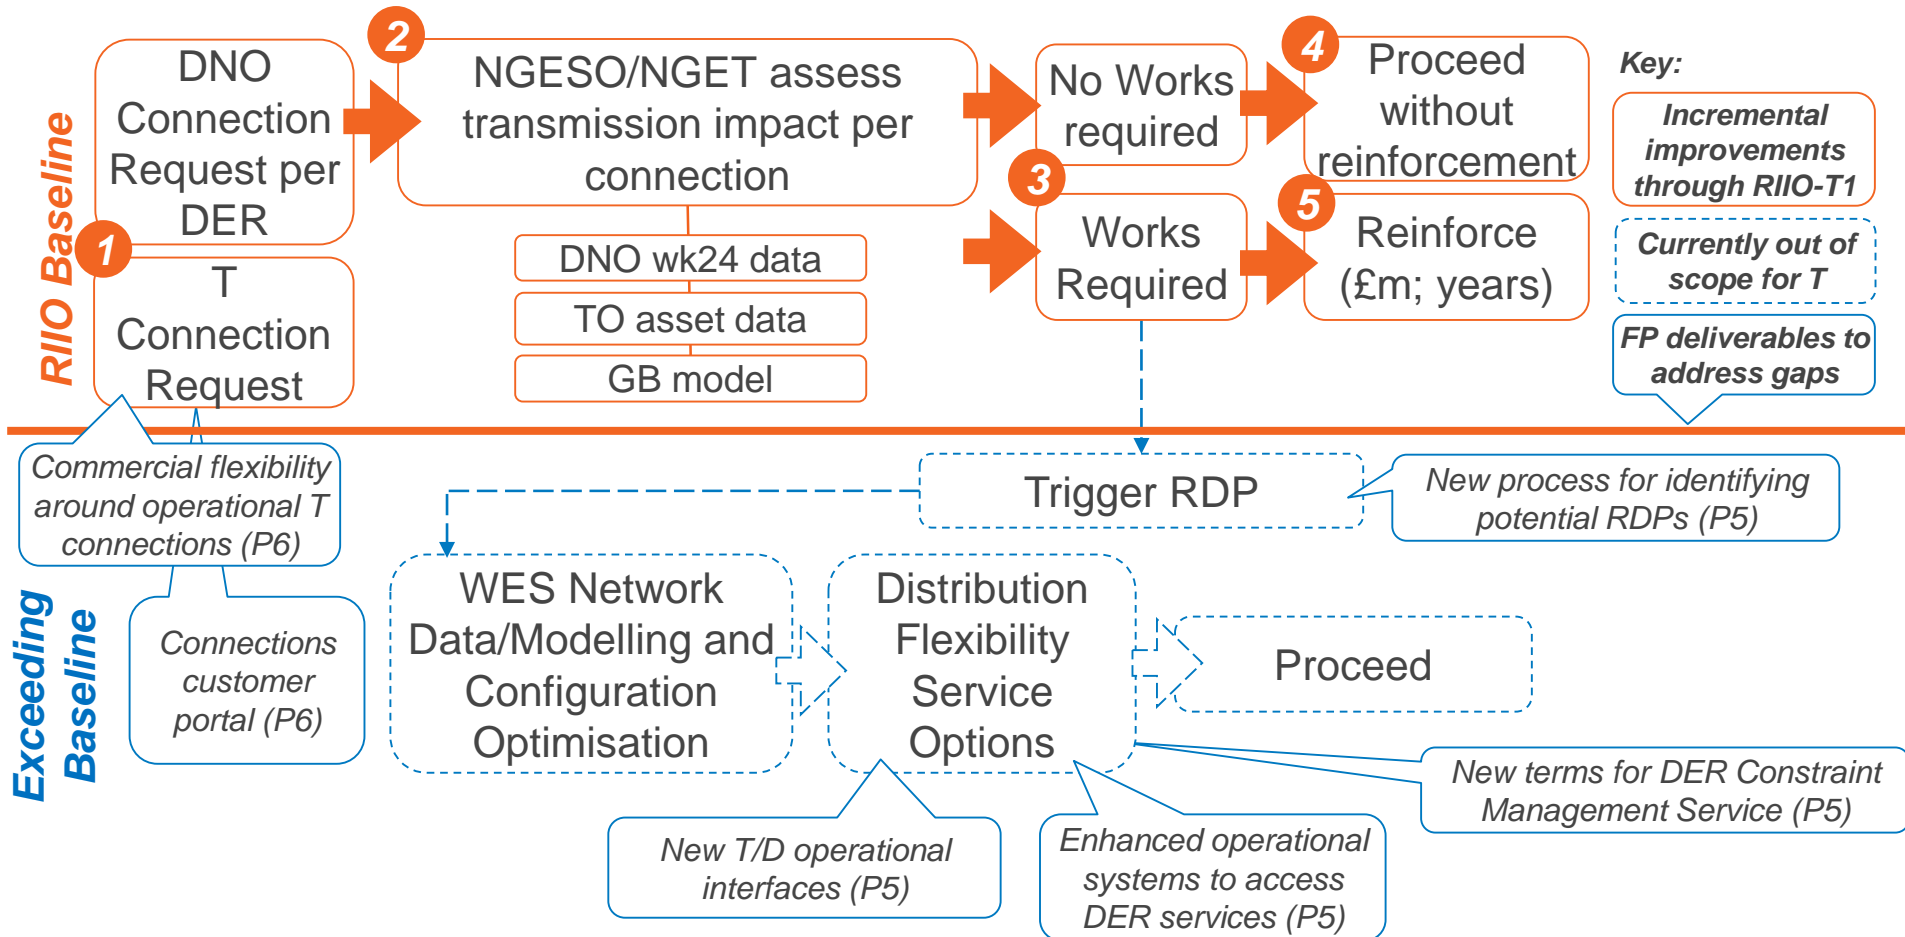 RIIO Baseline
DNO
Connection
Request per
DER
1
T
Connection
Request
2
NGESO/NGET assess
transmission impact per
connection
DNO wk24 data
TO asset data
GB model
No Works
required
3
Works
Required
4
Proceed
without
reinforcement
5
Reinforce
(£m; years)
Key:
Incremental
improvements
through RIIO-T1
Currently out of
scope for T
FP deliverables to
address gaps
Exceeding
Baseline
Commercial flexibility
around operational T
connections (P6)
Connections
customer
portal (P6)
Trigger RDP
New process for identifying
potential RDPs (P5)
WES Network
Data/Modelling and
Configuration
Optimisation
Distribution
Flexibility
Service
Options
Proceed
New T/D operational
interfaces (P5)
Enhanced operational
systems to access
DER services (P5)
New terms for DER Constraint
Management Service (P5)